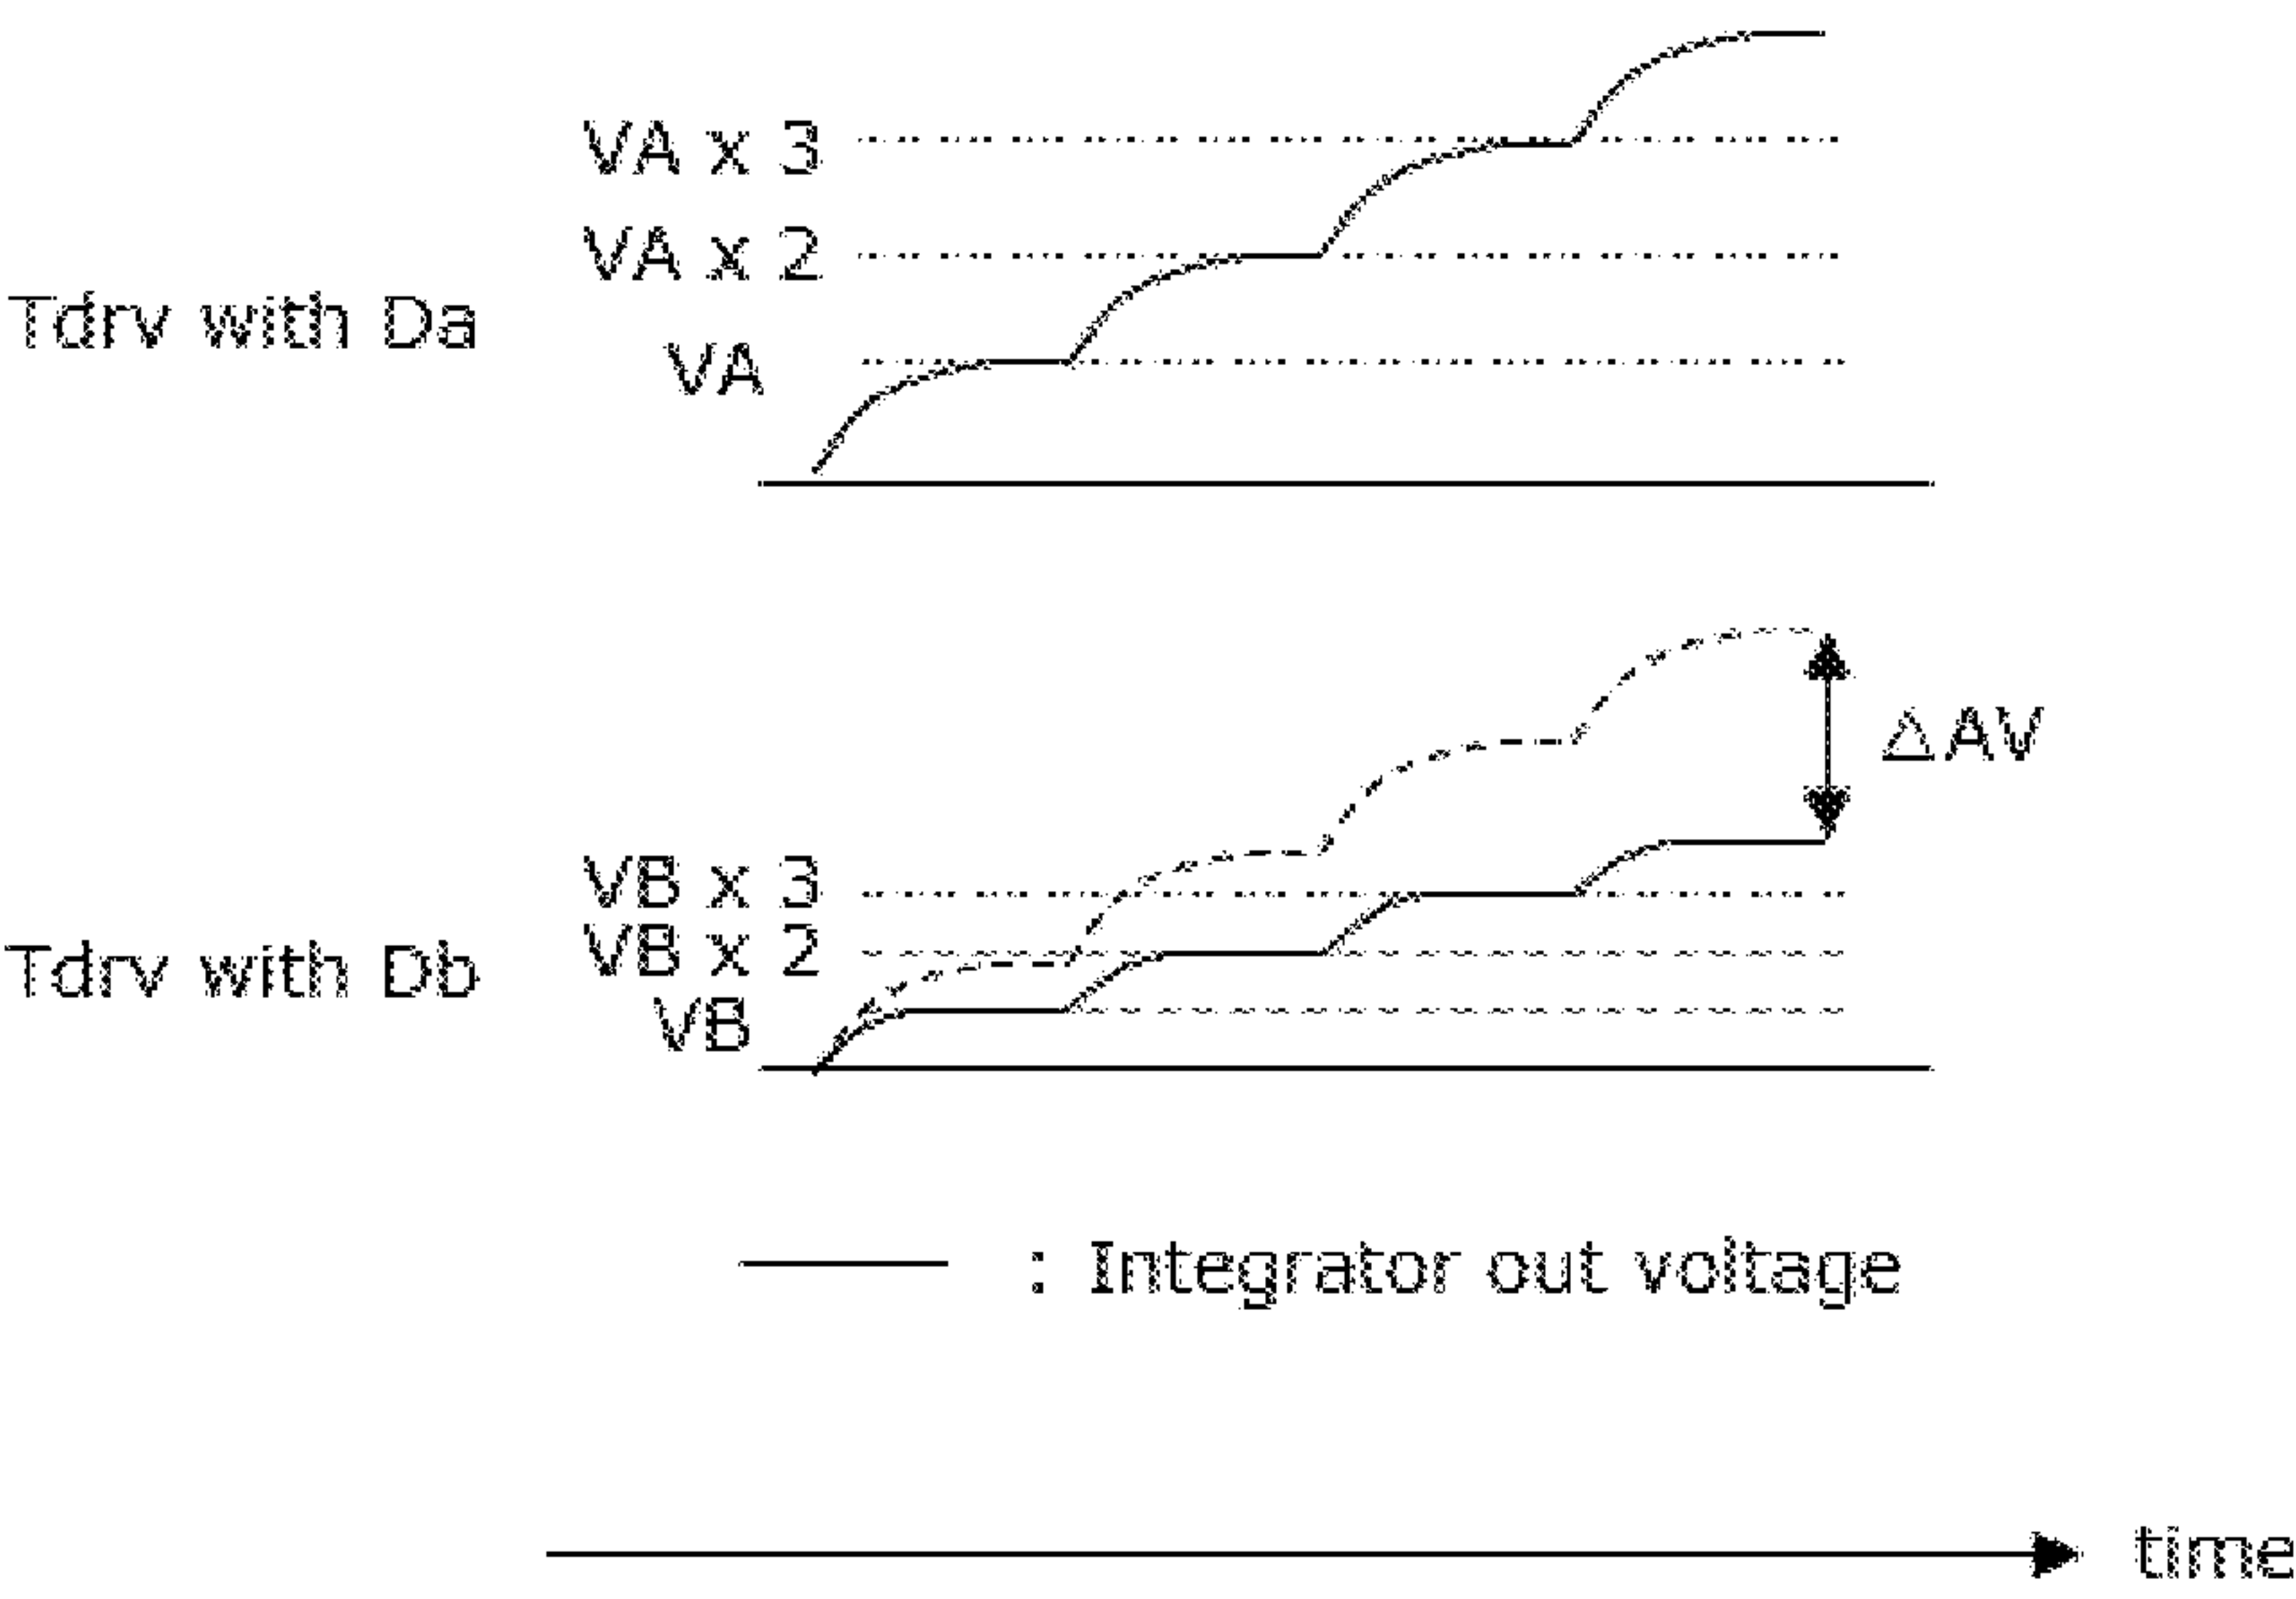 VA x 3
VA x 2
Tdrv with Da
VA
△AV
VB x 3
VB x 2
Tdrv with Db
VB
: Integrator out voltage
time